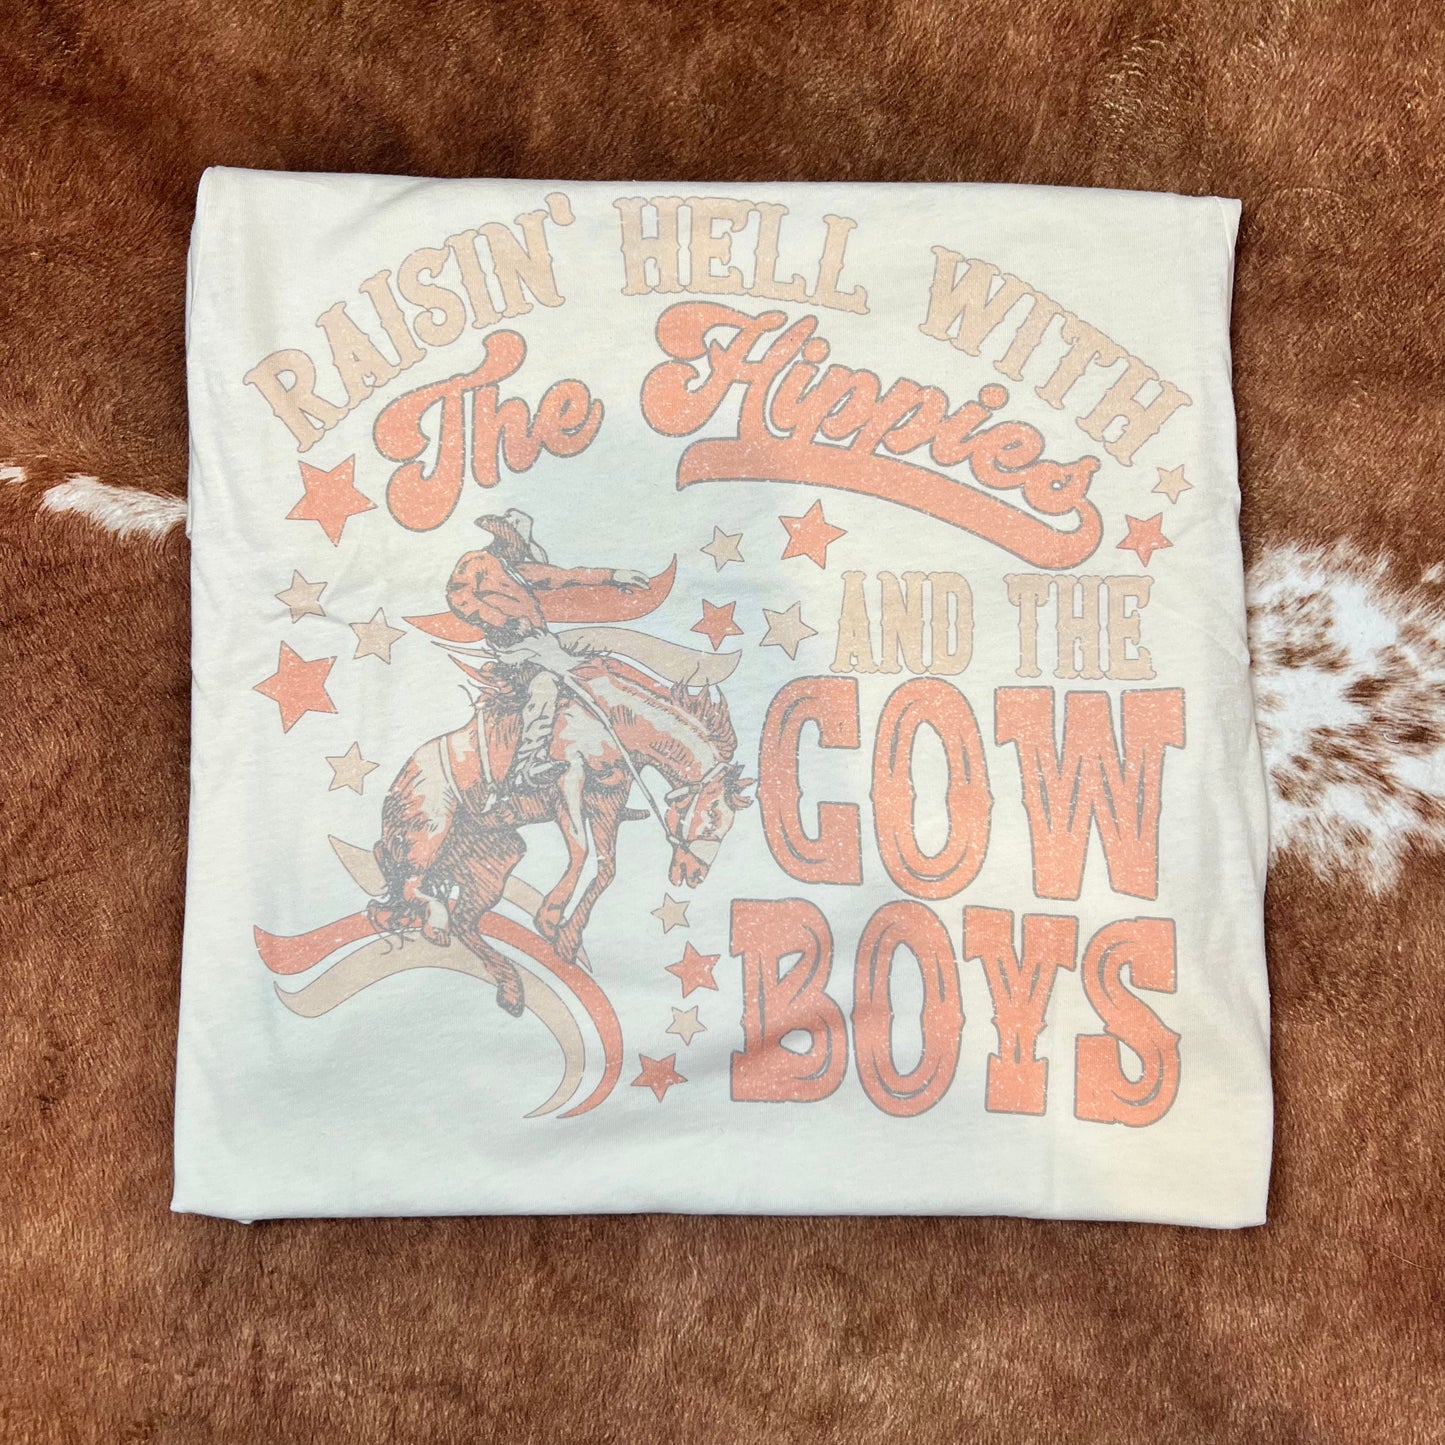 RAISIN' HELL WITH
The Hippies
AND THE
COW
BOYS